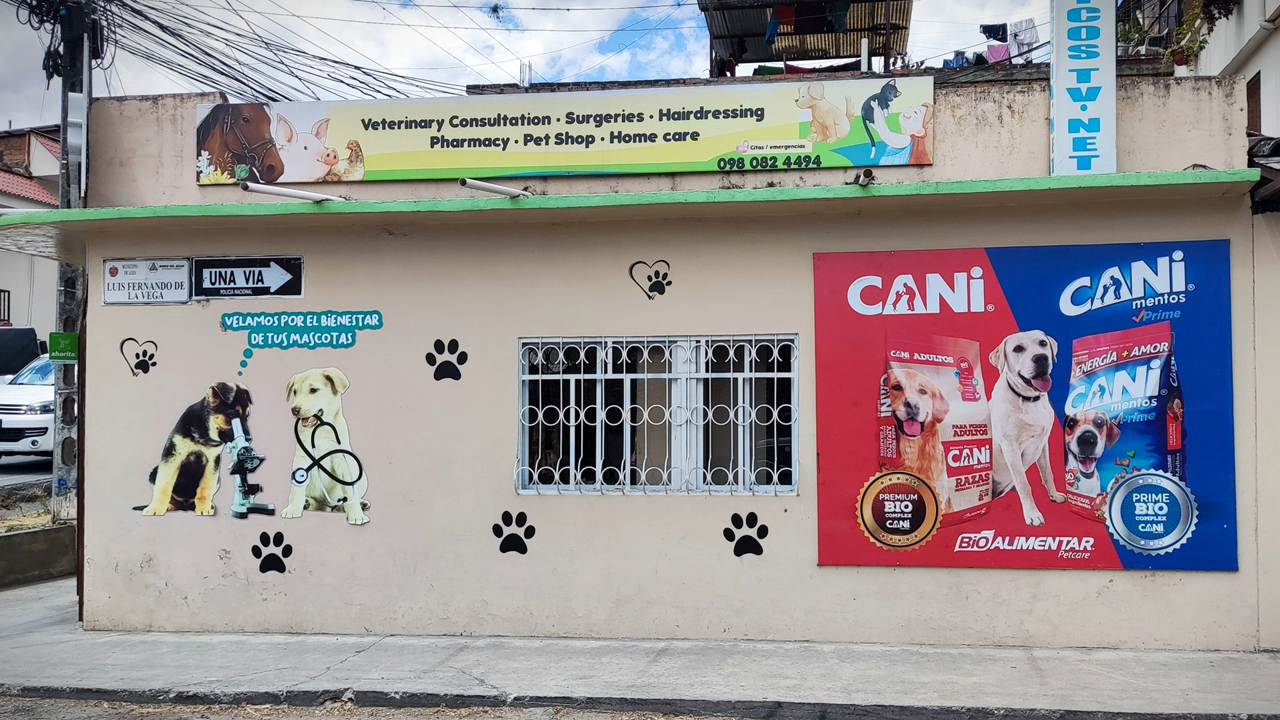 Veterinary Consultation · Surgeries · Hairdressing
Pharmacy · Pet Shop · Home care
Citas / emergencias
098 082 4494
ICOS TV·NET
LUIS FERNANDO DE
LA VEGA
UNA VIA
POLICIA NACIONAL
VELAMOS POR EL BIENESTAR
DE TUS MASCOTAS
ahorita
CANi®
CANi®
mentos
Prime
CANi ADULTOS
PARA PERROS
ADULTOS
CANi
mentos
RAZAS
ENERGÍA + AMOR
CANi
mentos
Prime
PREMIUM
BIO
COMPLEX
CANi
PRIME
BIO
COMPLEX
CANi
BIOALIMENTAR
Petcare